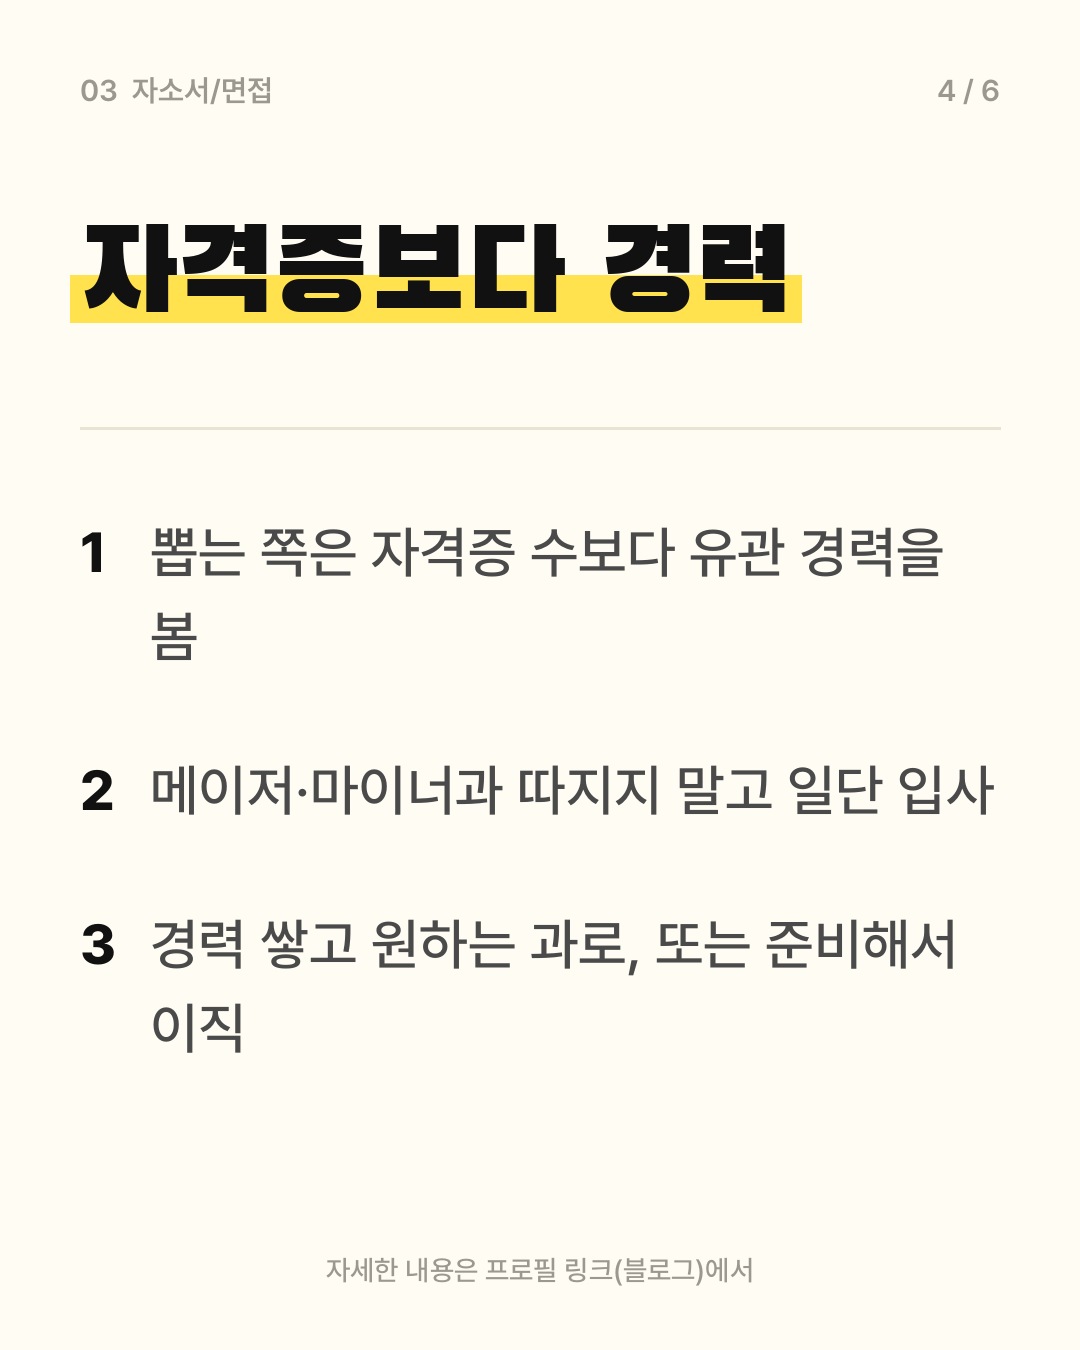 03 자소서/면접
4 / 6
자격증보다 경력
1 뽑는 쪽은 자격증 수보다 유관 경력을
봄
2 메이저·마이너과 따지지 말고 일단 입사
3 경력 쌓고 원하는 과로, 또는 준비해서
이직
자세한 내용은 프로필 링크(블로그)에서